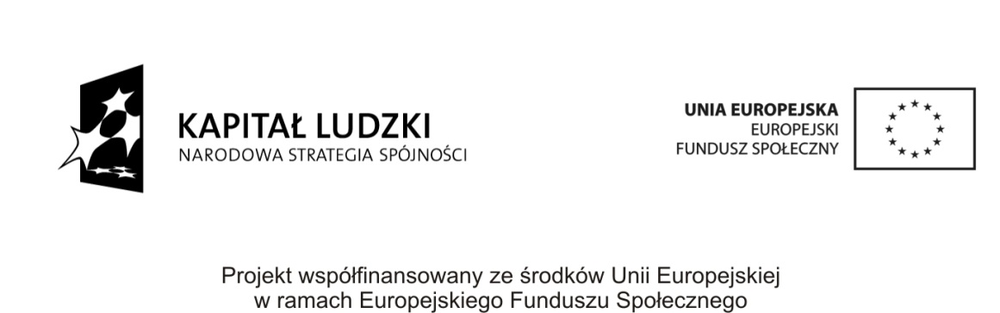 KAPITAŁ LUDZKI
NARODOWA STRATEGIA SPÓJNOŚCI
UNIA EUROPEJSKA
EUROPEJSKI
FUNDUSZ SPOŁECZNY
Projekt współfinansowany ze środków Unii Europejskiej
w ramach Europejskiego Funduszu Społecznego